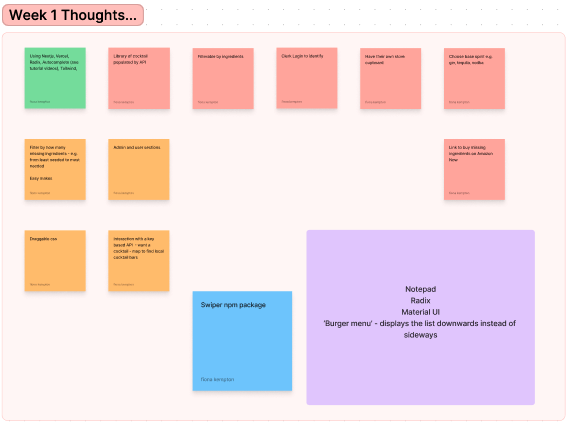 Week 1 Thoughts...
Using Nextjs, Vercel,
Radix, Autocomplete (see
tutorial videos), Tailwind,
fiona kempton
Library of cocktail
populated by API
fiona kempton
Filterable by ingredients
fiona kempton
Clerk Login to identify
fiona kempton
Have their own store
cupboard
fiona kempton
Choose base spirit e.g.
gin, tequila, vodka
fiona kempton
Filter by how many
missing ingredients - e.g.
from least needed to most
needed
Easy makes
fiona kempton
Admin and user sections
fiona kempton
Link to buy missing
ingredients on Amazon
Now
fiona kempton
Draggable css
fiona kempton
Interaction with a key
based API - want a
cocktail - map to find local
cocktail bars
fiona kempton
Swiper npm package
fiona kempton
Notepad
Radix
Material UI
'Burger menu' - displays the list downwards instead of
sideways